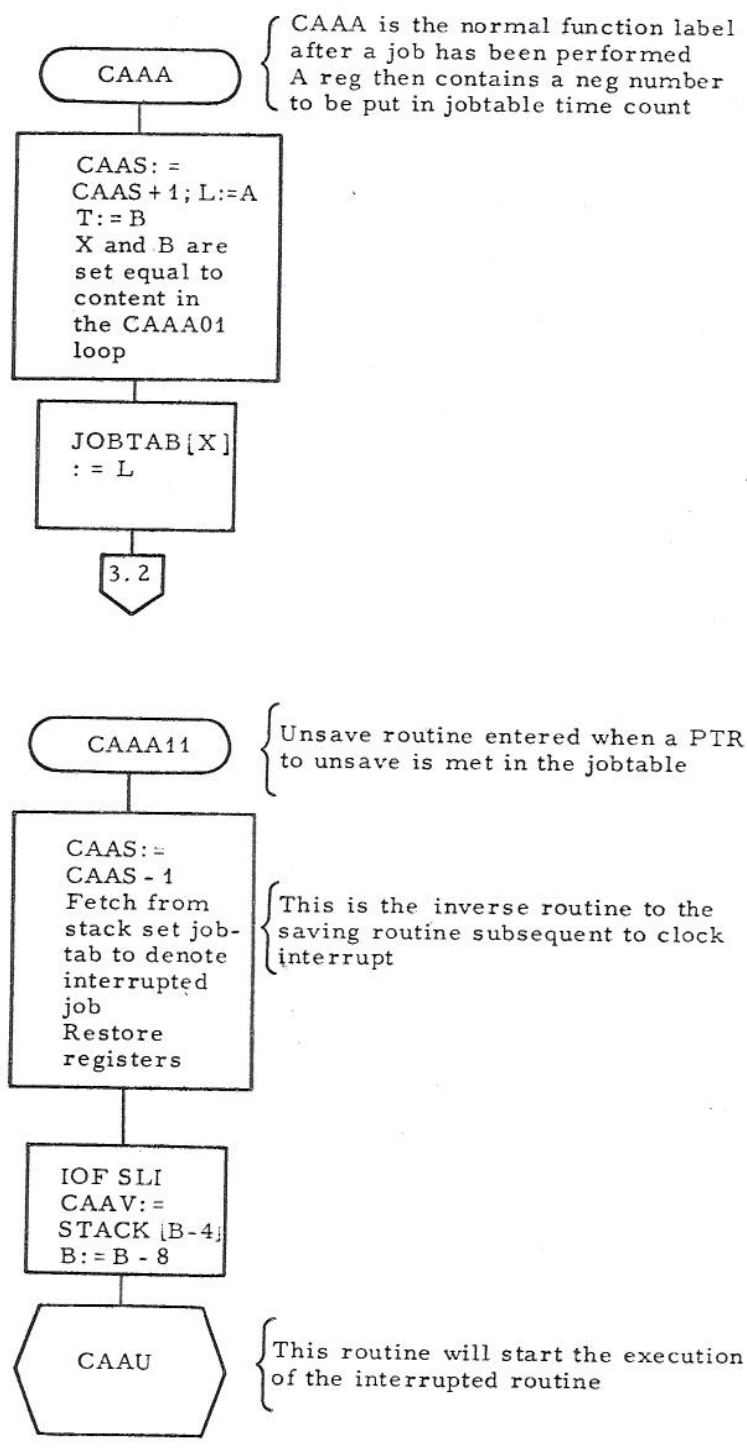 CAAA
CAAA is the normal function label
after a job has been performed
A reg then contains a neg number
to be put in jobtable time count
CAAS: =
CAAS + 1; L:=A
T: = B
X and B are
set equal to
content in
the CAAA01
loop
JOBTAB[X]
: = L
3. 2
CAAA11
Unsave routine entered when a PTR
to unsave is met in the jobtable
CAAS: =
CAAS - 1
Fetch from
stack set job-
tab to denote
interrupted
job
Restore
registers
This is the inverse routine to the
saving routine subsequent to clock
interrupt
IOF SLI
CAAV: =
STACK [B-4]
B: = B - 8
CAAU
This routine will start the execution
of the interrupted routine